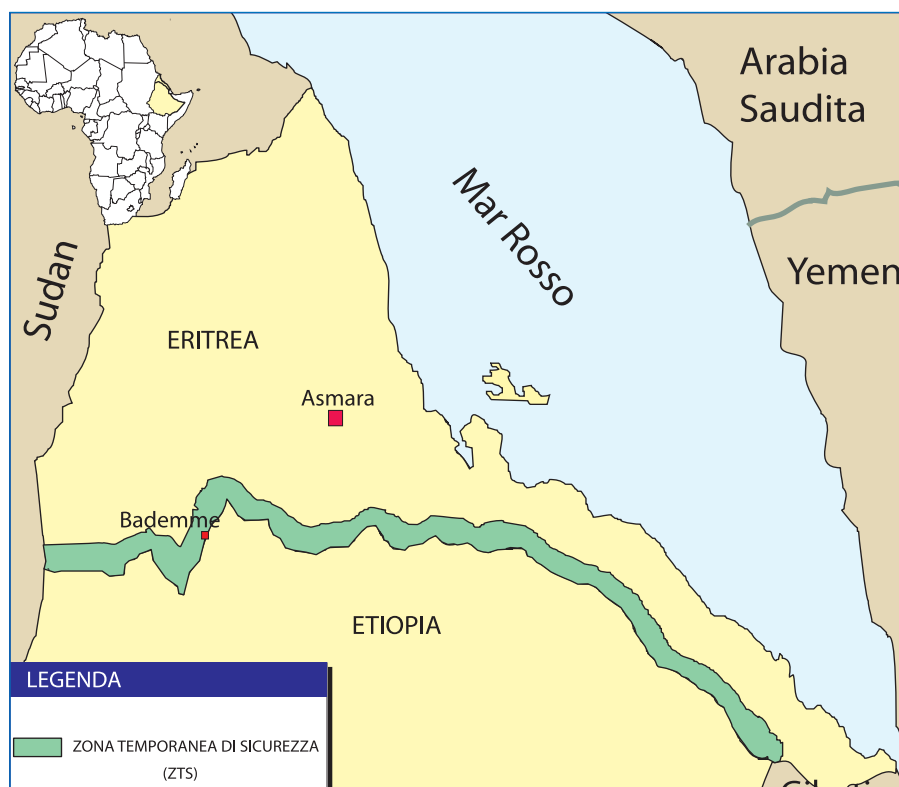 Arabia
Saudita
Mar Rosso
Sudan
Yemen
ERITREA
Asmara
Bademme
ETIOPIA
LEGENDA
ZONA TEMPORANEA DI SICUREZZA
(ZTS)